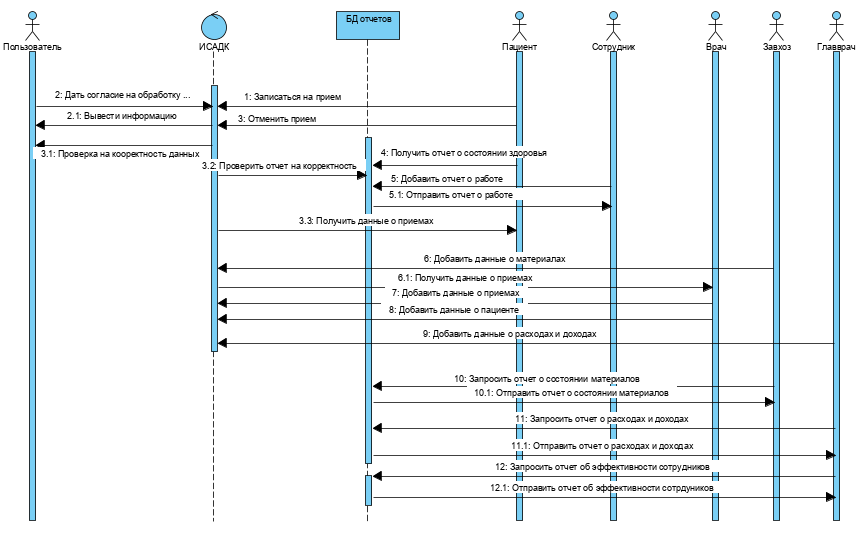 БД отчетов
Пользователь
ИСАДК
Пациент
Сотрудник
Врач
Завхоз
Главврач
2: Дать согласие на обработку ...
1: Записаться на прием
2.1: Вывести информацию
3: Отменить прием
3.1: Проверка на кооректность данных
4: Получить отчет о состоянии здоровья
3.2: Проверить отчет на корректность
5: Добавить отчет о работе
5.1: Отправить отчет о работе
3.3: Получить данные о приемах
6: Добавить данные о материалах
6.1: Получить данные о приемах
7: Добавить данные о приемах
8: Добавить данные о пациенте
9: Добавить данные о расходах и доходах
10: Запросить отчет о состоянии материалов
10.1: Отправить отчет о состоянии материалов
11: Запросить отчет о расходах и доходах
11.1: Отправить отчет о расходах и доходах
12: Запросить отчет об эффективности сотрудников
12.1: Отправить отчет об эффективности сотрдуников